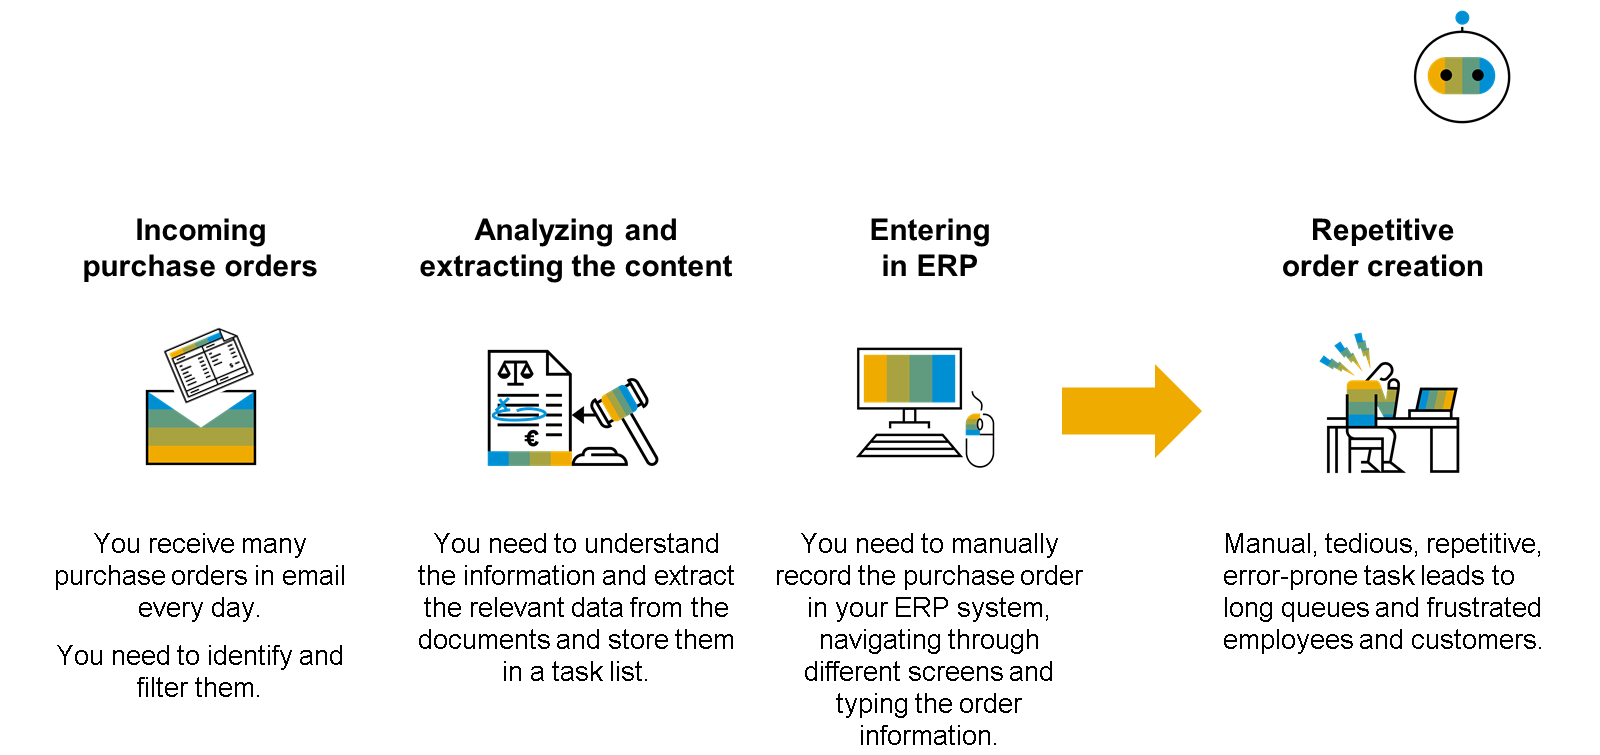 Incoming
purchase orders
You receive many
purchase orders in email
every day.
You need to identify and
filter them.
Analyzing and
extracting the content
€
You need to understand
the information and extract
the relevant data from the
documents and store them
in a task list.
Entering
in ERP
You need to manually
record the purchase order
in your ERP system,
navigating through
different screens and
typing the order
information.
Repetitive
order creation
Manual, tedious, repetitive,
error-prone task leads to
long queues and frustrated
employees and customers.